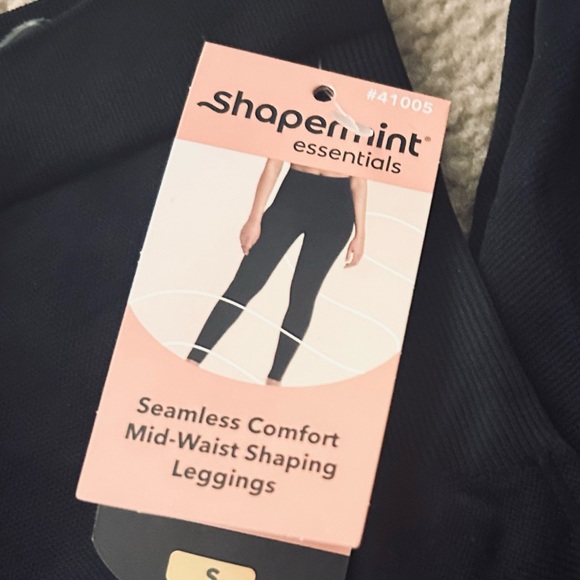 #41005
Shapermint®
essentials
Seamless Comfort
Mid-Waist Shaping
Leggings
S